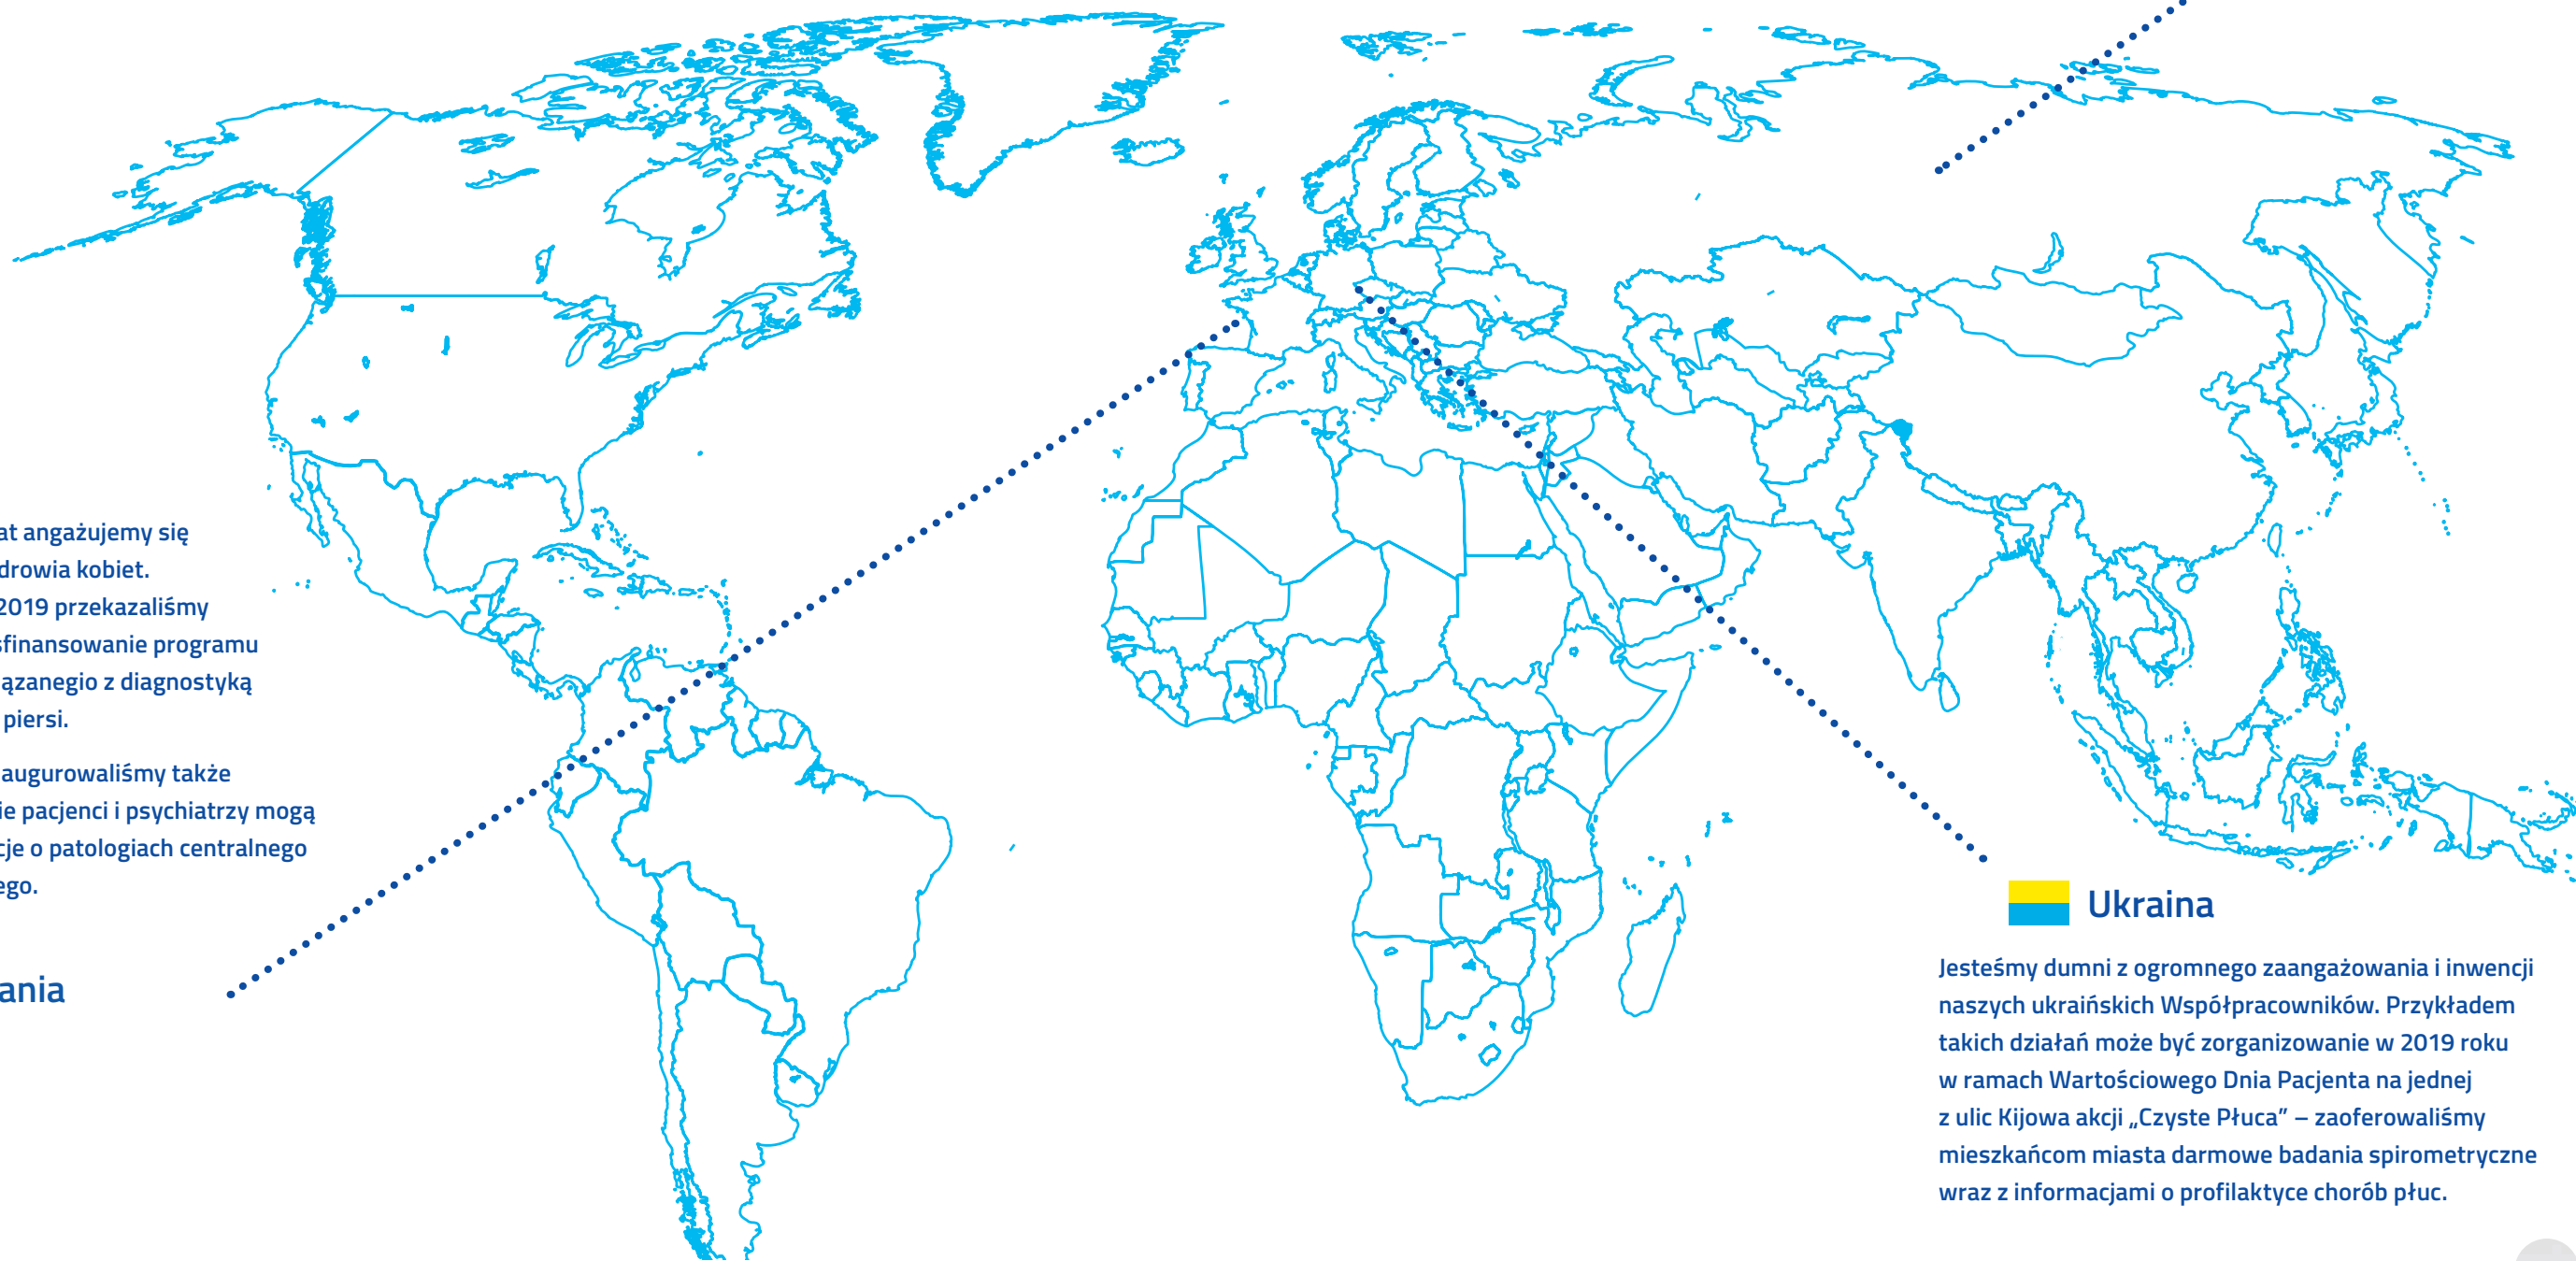 at angażujemy się
drowia kobiet.
2019 przekazaliśmy
sfinansowanie programu
ązanegio z diagnostyką
piersi.
augurowaliśmy także
ie pacjenci i psychiatrzy mogą
cje o patologiach centralnego
ego.
ania
Ukraina
Jesteśmy dumni z ogromnego zaangażowania i inwencji
naszych ukraińskich Współpracowników. Przykładem
takich działań może być zorganizowanie w 2019 roku
w ramach Wartościowego Dnia Pacjenta na jednej
z ulic Kijowa akcji „Czyste Płuca” – zaoferowaliśmy
mieszkańcom miasta darmowe badania spirometryczne
wraz z informacjami o profilaktyce chorób płuc.